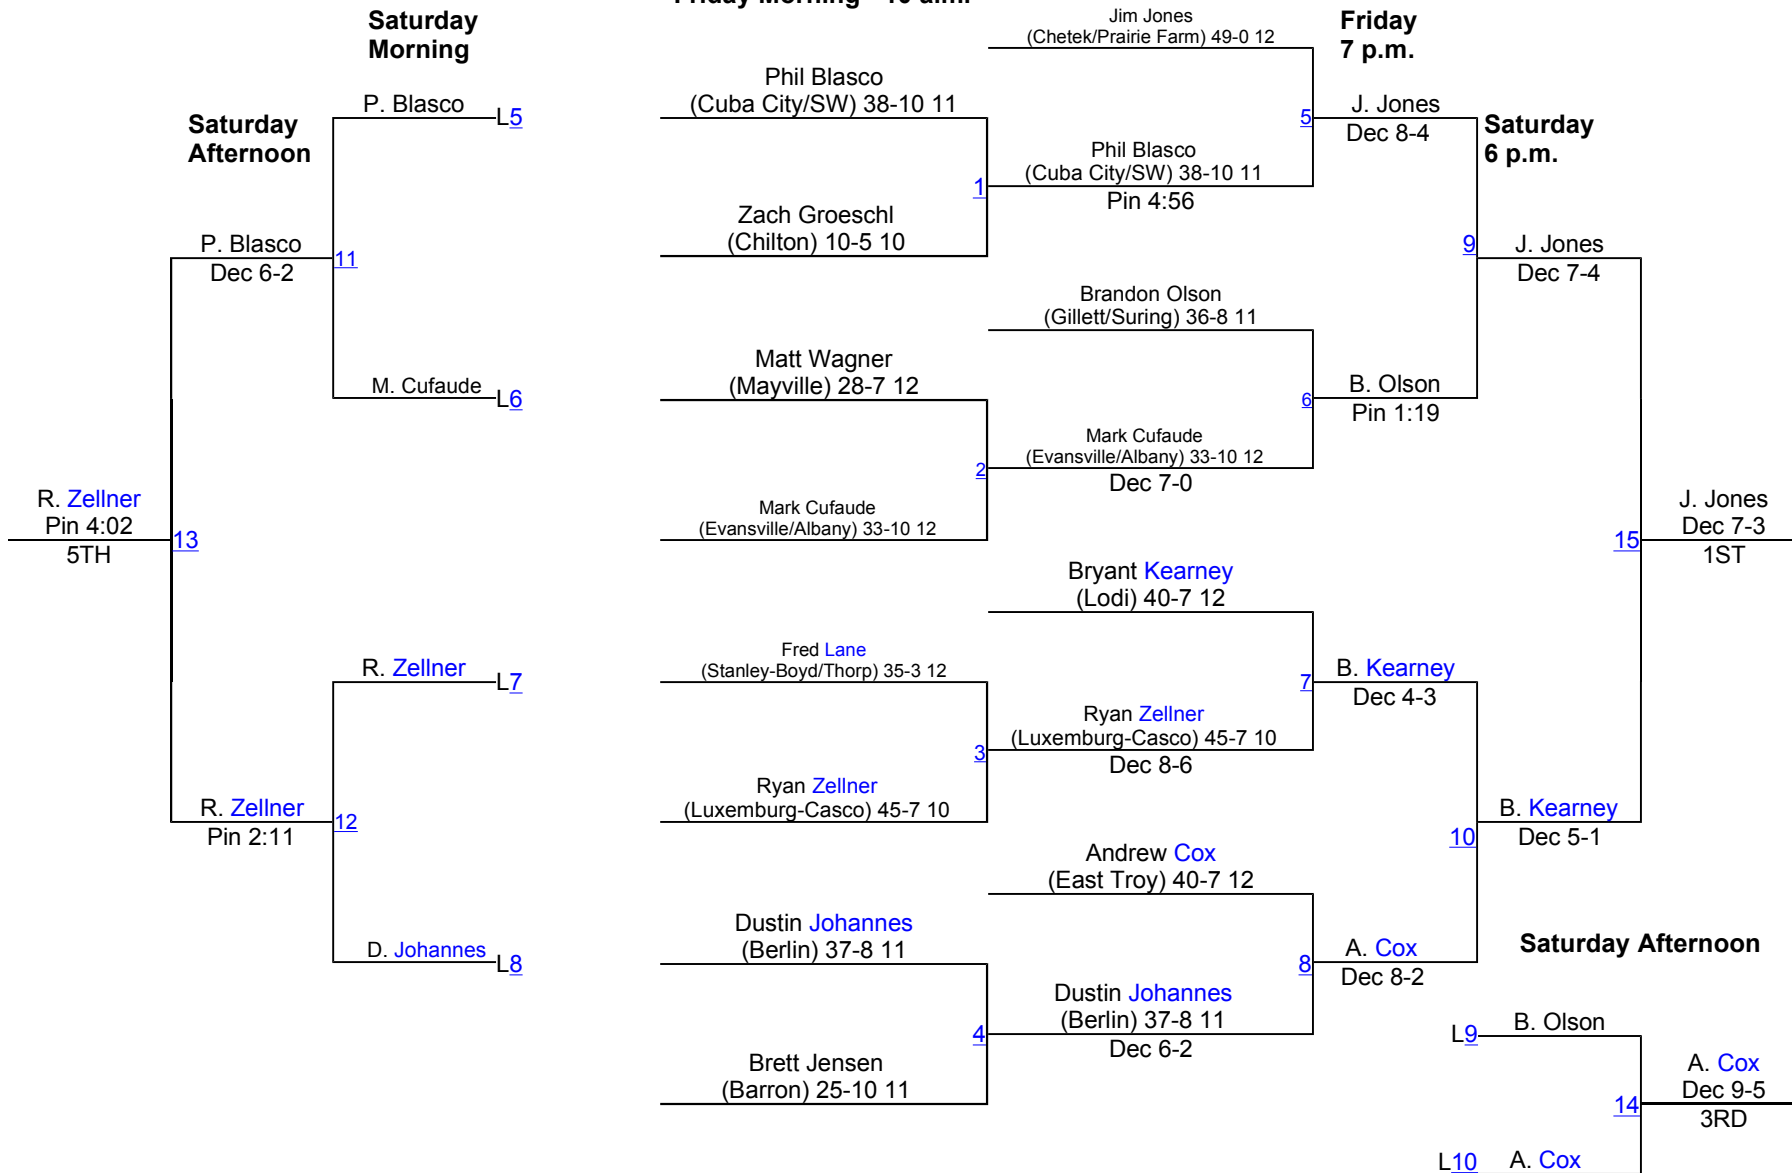 Friday Morning - 10 a.m.
Saturday
Morning
Saturday
Afternoon
P. Blasco
L5
P. Blasco
Dec 6-2
11
M. Cufaude
L6
R. Zellner
Pin 4:02
5TH
13
R. Zellner
L7
R. Zellner
Pin 2:11
12
D. Johannes
L8
Phil Blasco
(Cuba City/SW) 38-10 11
1
Zach Groeschl
(Chilton) 10-5 10
Matt Wagner
(Mayville) 28-7 12
2
Mark Cufaude
(Evansville/Albany) 33-10 12
Fred Lane
(Stanley-Boyd/Thorp) 35-3 12
3
Ryan Zellner
(Luxemburg-Casco) 45-7 10
Dustin Johannes
(Berlin) 37-8 11
4
Brett Jensen
(Barron) 25-10 11
Jim Jones
(Chetek/Prairie Farm) 49-0 12
5
Phil Blasco
(Cuba City/SW) 38-10 11
Pin 4:56
Brandon Olson
(Gillett/Suring) 36-8 11
6
Mark Cufaude
(Evansville/Albany) 33-10 12
Dec 7-0
Bryant Kearney
(Lodi) 40-7 12
7
Ryan Zellner
(Luxemburg-Casco) 45-7 10
Dec 8-6
Andrew Cox
(East Troy) 40-7 12
8
Dustin Johannes
(Berlin) 37-8 11
Dec 6-2
Friday
7 p.m.
J. Jones
Dec 8-4
9
B. Olson
Pin 1:19
B. Kearney
Dec 4-3
10
A. Cox
Dec 8-2
Saturday
6 p.m.
J. Jones
Dec 7-4
15
B. Kearney
Dec 5-1
J. Jones
Dec 7-3
1ST
Saturday Afternoon
L9
B. Olson
14
A. Cox
Dec 9-5
3RD
L10
A. Cox